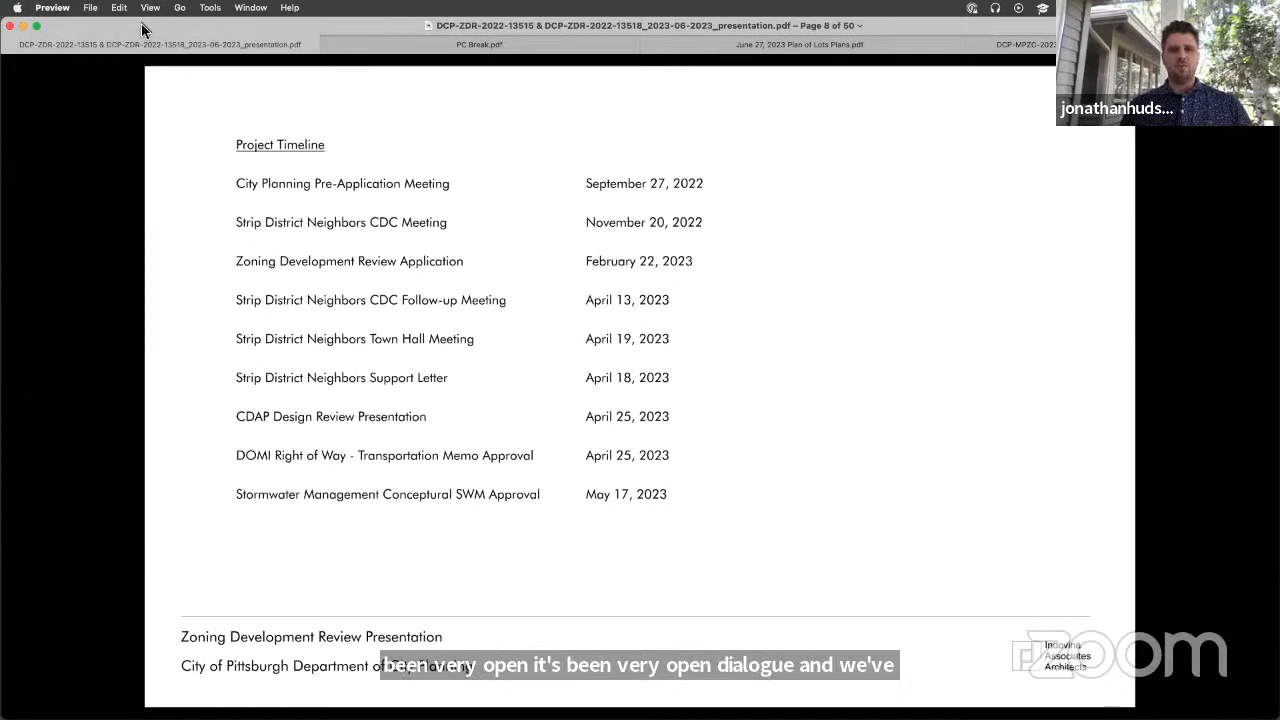 Preview File Edit View Go Tools Window Help
DCP-ZDR-2022-13515 & DCP-ZDR-2022-13518_2023-06-2023_presentation.pdf – Page 8 of 50
DCP-ZDR-2022-13515 & DCP-ZDR-2022-13518_2023-06-2023_presentation.pdf PC Break.pdf June 27, 2023 Plan of Lots Plans.pdf DCP-MPZC-2023
jonathanhuds...
Project Timeline
City Planning Pre-Application Meeting September 27, 2022
Strip District Neighbors CDC Meeting November 20, 2022
Zoning Development Review Application February 22, 2023
Strip District Neighbors CDC Follow-up Meeting April 13, 2023
Strip District Neighbors Town Hall Meeting April 19, 2023
Strip District Neighbors Support Letter April 18, 2023
CDAP Design Review Presentation April 25, 2023
DOMI Right of Way - Transportation Memo Approval April 25, 2023
Stormwater Management Conceptural SWM Approval May 17, 2023
Zoning Development Review Presentation
City of Pittsburgh Department of
been very open it's been very open dialogue and we've
Indovina
Associates
Architects
zoom